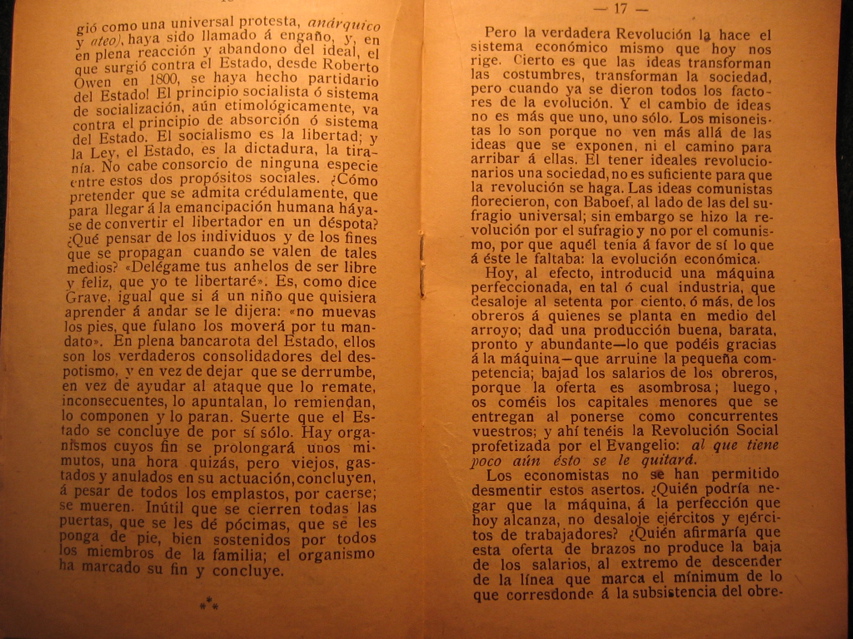 gió como una universal protesta, anárquico
y ateo), haya sido llamado á engaño, y, en
en plena reacción y abandono del ideal, el
que surgió contra el Estado, desde Roberto
Owen en 1800, se haya hecho partidario
del Estado! El principio socialista ó sistema
de socialización, aún etimológicamente, va
contra el principio de absorción ó sistema
del Estado. El socialismo es la libertad; y
la Ley, el Estado, es la dictadura, la tira-
nía. No cabe consorcio de ninguna especie
entre estos dos propósitos sociales. ¿Cómo
pretender que se admita crédulamente, que
para llegar á la emancipación humana háya-
se de convertir el libertador en un déspota?
¿Qué pensar de los individuos y de los fines
que se propagan cuando se valen de tales
medios? «Delégame tus anhelos de ser libre
y feliz, que yo te libertaré». Es, como dice
Grave, igual que si á un niño que quisiera
aprender á andar se le dijera: «no muevas
los pies, que fulano los moverá por tu man-
dato». En plena bancarota del Estado, ellos
son los verdaderos consolidadores del des-
potismo, y en vez de dejar que se derrumbe,
en vez de ayudar al ataque que lo remate,
inconsecuentes, lo apuntalan, lo remiendan,
lo componen y lo paran. Suerte que el Es-
tado se concluye de por sí sólo. Hay orga-
nismos cuyos fin se prolongará unos mi-
mutos, una hora quizás, pero viejos, gas-
tados y anulados en su actuación, concluyen,
á pesar de todos los emplastos, por caerse;
se mueren. Inútil que se cierren todas las
puertas, que se les dé pócimas, que se les
ponga de pie, bien sostenidos por todos
los miembros de la familia; el organismo
ha marcado su fin y concluye.
— 17 —
Pero la verdadera Revolución la hace el
sistema económico mismo que hoy nos
rige. Cierto es que las ideas transforman
las costumbres, transforman la sociedad,
pero cuando ya se dieron todos los facto-
res de la evolución. Y el cambio de ideas
no es más que uno, uno sólo. Los misoneis-
tas lo son porque no ven más allá de las
ideas que se exponen, ni el camino para
arribar á ellas. El tener ideales revolucio-
narios una sociedad, no es suficiente para que
la revolución se haga. Las ideas comunistas
florecieron, con Baboef, al lado de las del su-
fragio universal; sin embargo se hizo la re-
volución por el sufragio y no por el comunis-
mo, por que aquél tenía á favor de sí lo que
á éste le faltaba: la evolución económica.
Hoy, al efecto, introducid una máquina
perfeccionada, en tal ó cual industria, que
desaloje al setenta por ciento, ó más, de los
obreros á quienes se planta en medio del
arroyo; dad una producción buena, barata,
pronto y abundante—lo que podéis gracias
á la máquina—que arruine la pequeña com-
petencia; bajad los salarios de los obreros,
porque la oferta es asombrosa; luego,
os coméis los capitales menores que se
entregan al ponerse como concurrentes
vuestros; y ahí tenéis la Revolución Social
profetizada por el Evangelio: al que tiene
poco aún ésto se le quitará.
Los economistas no se han permitido
desmentir estos asertos. ¿Quién podría ne-
gar que la máquina, á la perfección que
hoy alcanza, no desaloje ejércitos y ejérci-
tos de trabajadores? ¿Quién afirmaría que
esta oferta de brazos no produce la baja
de los salarios, al extremo de descender
de la línea que marca el mínimum de lo
que corresdonde á la subsistencia del obre-